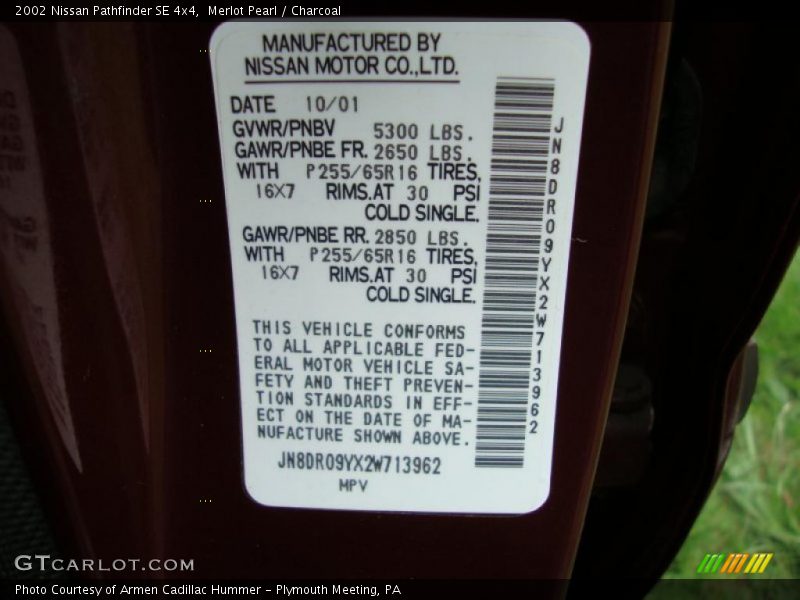 2002 Nissan Pathfinder SE 4x4,  Merlot Pearl / Charcoal
MANUFACTURED BY
NISSAN MOTOR CO.,LTD.
DATE 10/01
GVWR/PNBV 5300 LBS.
GAWR/PNBE FR. 2650 LBS.
WITH P255/65R16 TIRES,
16X7 RIMS.AT 30 PSI
COLD SINGLE.
GAWR/PNBE RR. 2850 LBS.
WITH P255/65R16 TIRES,
16X7 RIMS.AT 30 PSI
COLD SINGLE.
THIS VEHICLE CONFORMS
TO ALL APPLICABLE FED-
ERAL MOTOR VEHICLE SA-
FETY AND THEFT PREVEN-
TION STANDARDS IN EFF-
ECT ON THE DATE OF MA-
NUFACTURE SHOWN ABOVE.
JN8DR09YX2W713962
MPV
JN8DR09YX2W713962
GTCARLOT.COM
Photo Courtesy of Armen Cadillac Hummer - Plymouth Meeting, PA